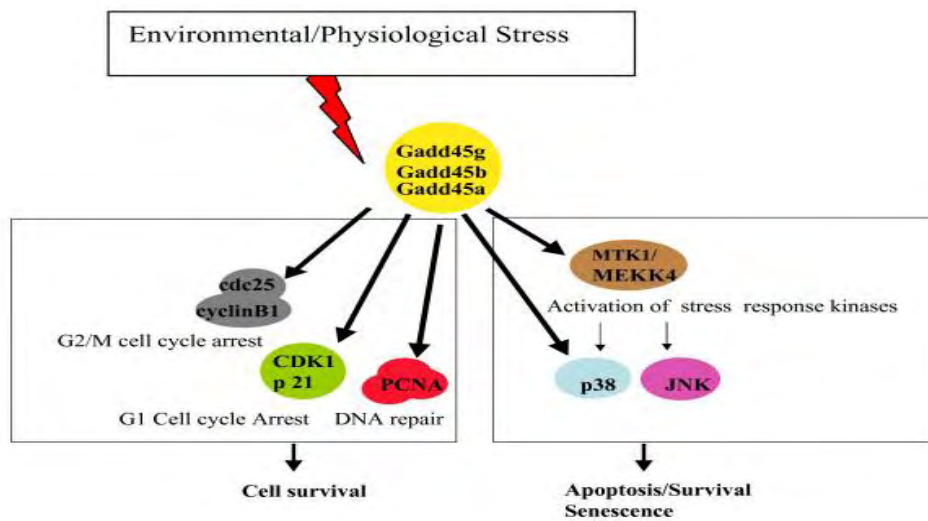 Environmental/Physiological Stress
Gadd45g
Gadd45b
Gadd45a
cdc25
cyclinB1
G2/M cell cycle arrest
CDK1
p 21
PCNA
G1 Cell cycle Arrest
DNA repair
MTK1/
MEKK4
Activation of stress response kinases
p38
JNK
Cell survival
Apoptosis/Survival
Senescence